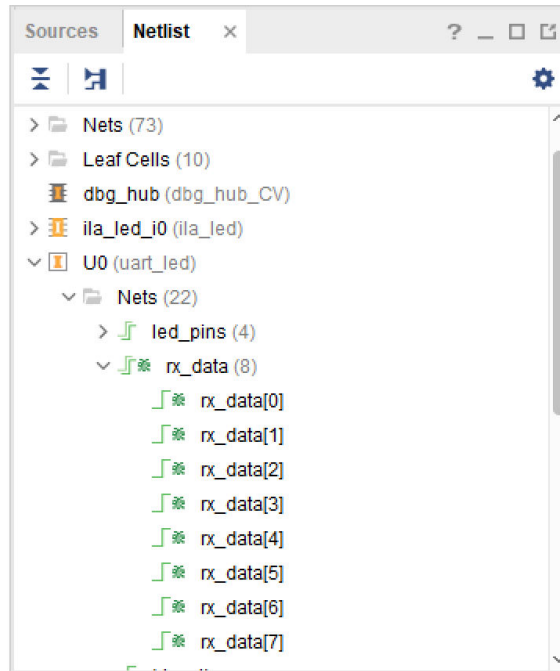 Sources Netlist × ?
Nets (73)
Leaf Cells (10)
dbg_hub (dbg_hub_CV)
ila_led_i0 (ila_led)
U0 (uart_led)
Nets (22)
led_pins (4)
rx_data (8)
rx_data[0]
rx_data[1]
rx_data[2]
rx_data[3]
rx_data[4]
rx_data[5]
rx_data[6]
rx_data[7]